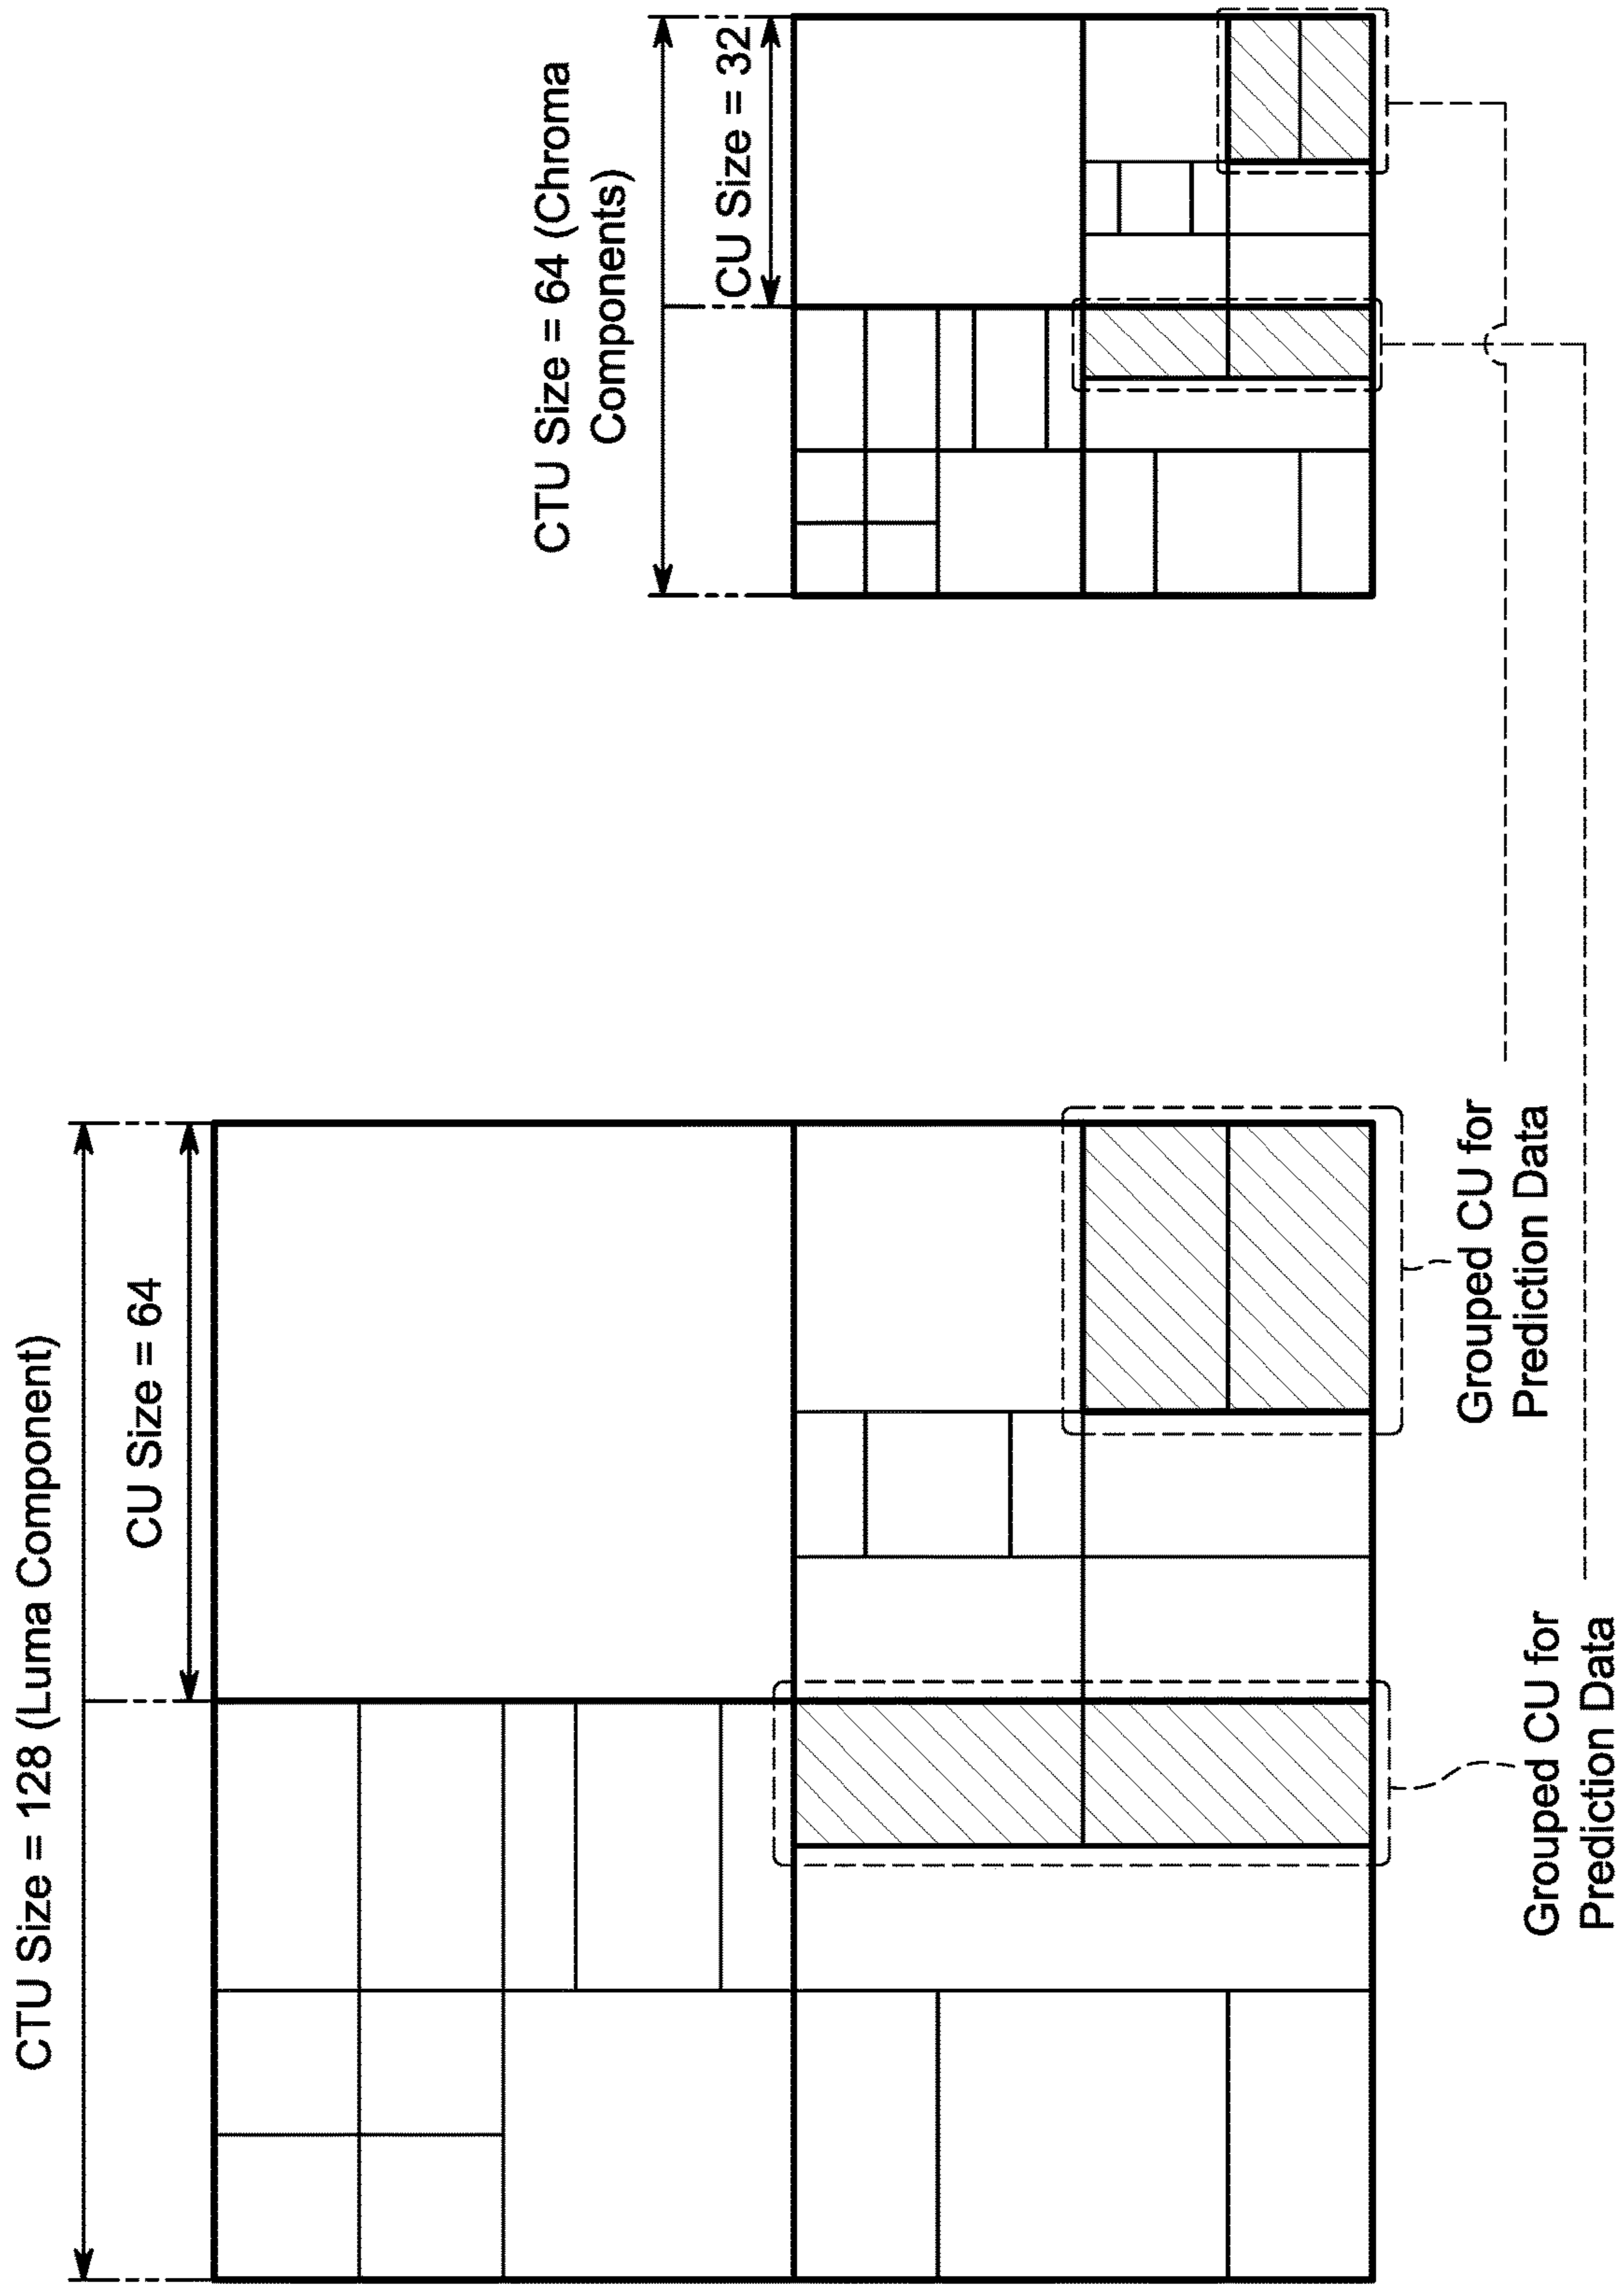 CTU Size = 128 (Luma Component)
CU Size = 64
Grouped CU for
Prediction Data
Grouped CU for
Prediction Data
CTU Size = 64 (Chroma
Components)
CU Size = 32